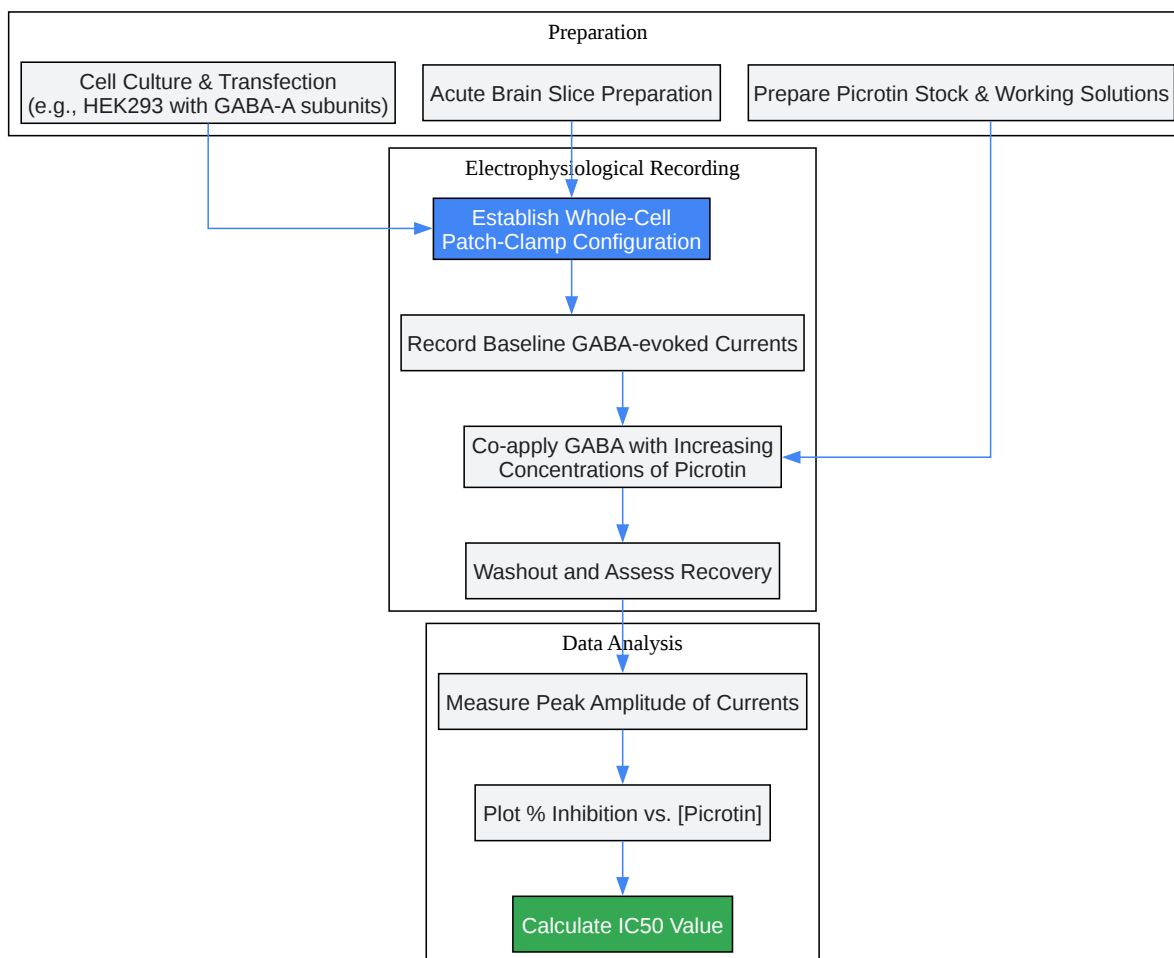 Preparation
Cell Culture & Transfection
(e.g., HEK293 with GABA-A subunits)
Acute Brain Slice Preparation
Prepare Picrotin Stock & Working Solutions
Electrophysiological Recording
Establish Whole-Cell
Patch-Clamp Configuration
Record Baseline GABA-evoked Currents
Co-apply GABA with Increasing
Concentrations of Picrotin
Washout and Assess Recovery
Data Analysis
Measure Peak Amplitude of Currents
Plot % Inhibition vs. [Picrotin]
Calculate IC50 Value